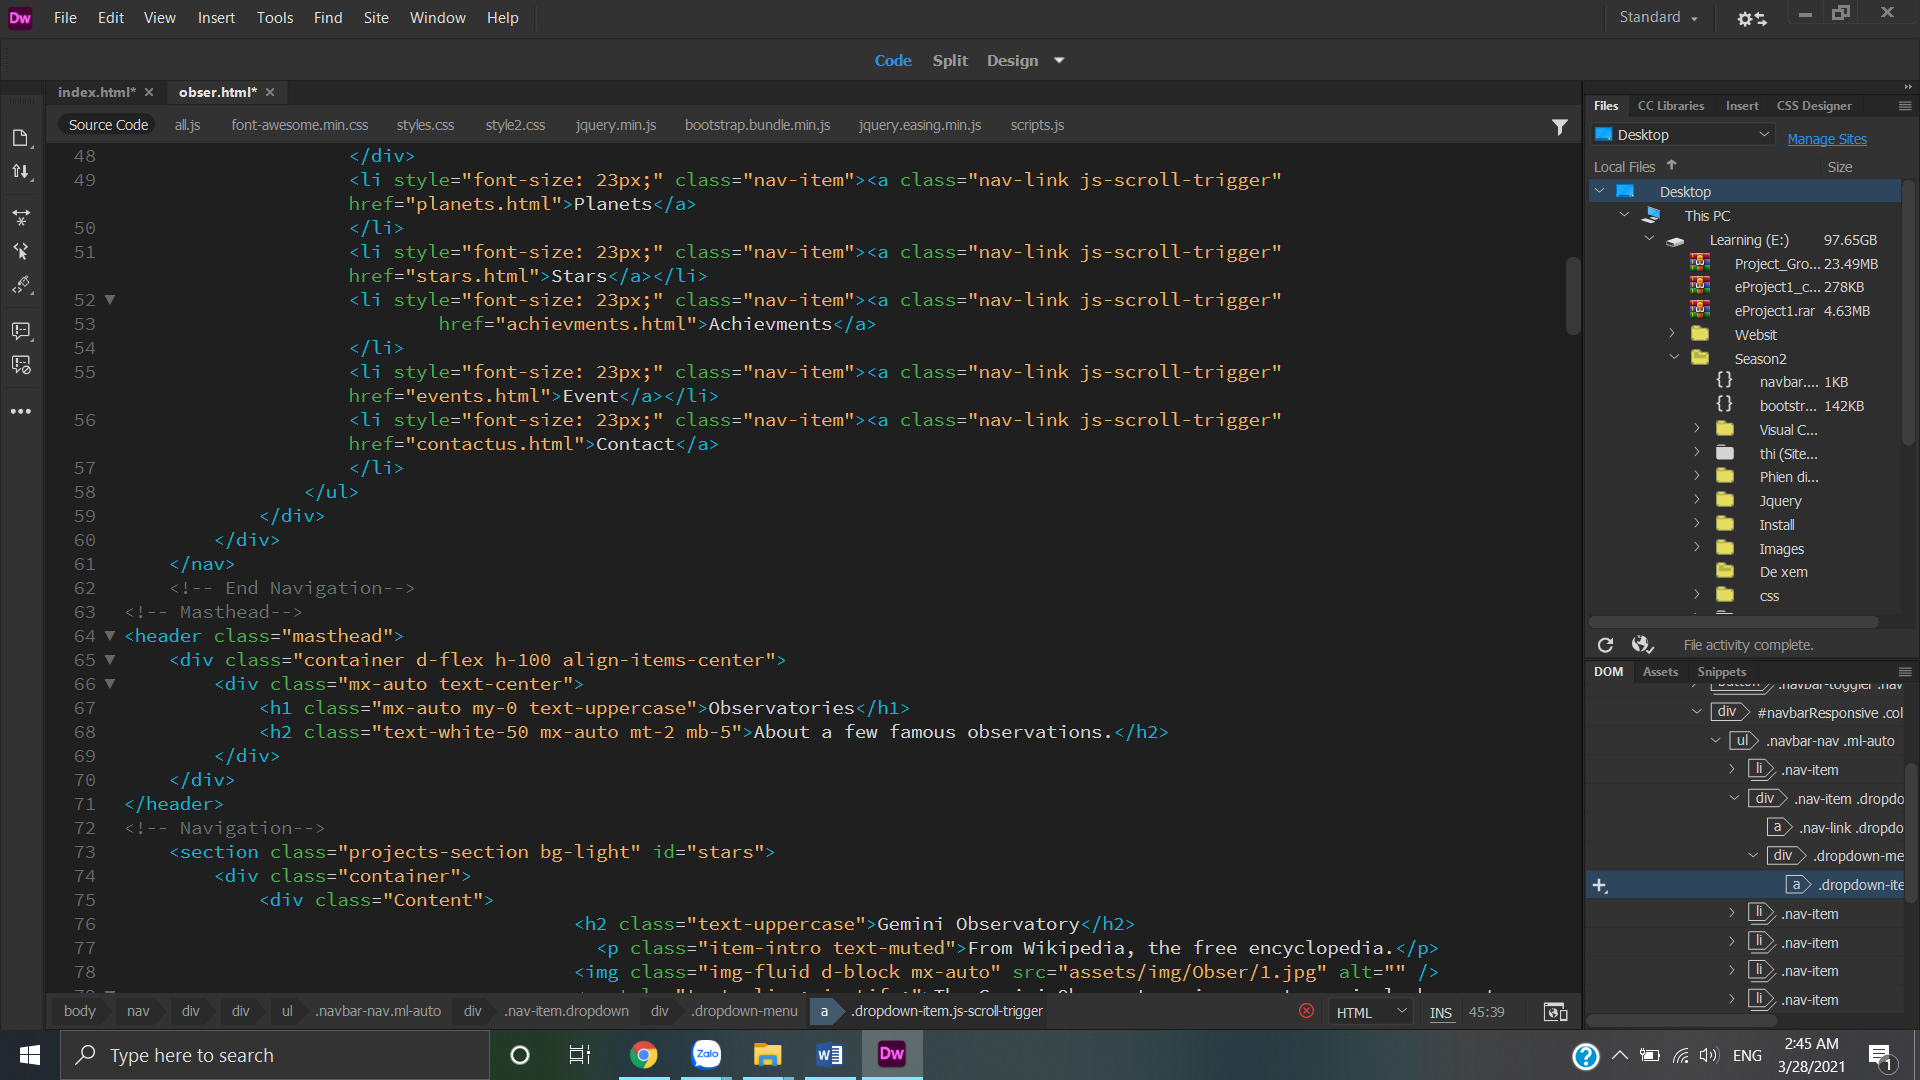 Dw File Edit View Insert Tools Find Site Window Help Standard
Code Split Design
index.html* obser.html*
Source Code all.js font-awesome.min.css styles.css style2.css jquery.min.js bootstrap.bundle.min.js jquery.easing.min.js scripts.js
48 </div>
49 <li style="font-size: 23px;" class="nav-item"><a class="nav-link js-scroll-trigger"
href="planets.html">Planets</a>
50 </li>
51 <li style="font-size: 23px;" class="nav-item"><a class="nav-link js-scroll-trigger"
href="stars.html">Stars</a></li>
52 <li style="font-size: 23px;" class="nav-item"><a class="nav-link js-scroll-trigger"
53 href="achievments.html">Achievments</a>
54 </li>
55 <li style="font-size: 23px;" class="nav-item"><a class="nav-link js-scroll-trigger"
href="events.html">Event</a></li>
56 <li style="font-size: 23px;" class="nav-item"><a class="nav-link js-scroll-trigger"
href="contactus.html">Contact</a>
57 </li>
58 </ul>
59 </div>
60 </div>
61 </nav>
62 <!-- End Navigation-->
63 <!-- Masthead-->
64 <header class="masthead">
65 <div class="container d-flex h-100 align-items-center">
66 <div class="mx-auto text-center">
67 <h1 class="mx-auto my-0 text-uppercase">Observatories</h1>
68 <h2 class="text-white-50 mx-auto mt-2 mb-5">About a few famous observations.</h2>
69 </div>
70 </div>
71 </header>
72 <!-- Navigation-->
73 <section class="projects-section bg-light" id="stars">
74 <div class="container">
75 <div class="Content">
76 <h2 class="text-uppercase">Gemini Observatory</h2>
77 <p class="item-intro text-muted">From Wikipedia, the free encyclopedia.</p>
78 <img class="img-fluid d-block mx-auto" src="assets/img/Obser/1.jpg" alt="" />
body nav div div ul .navbar-nav.ml-auto div .nav-item.dropdown div .dropdown-menu a .dropdown-item.js-scroll-trigger HTML INS 45:39
Files CC Libraries Insert CSS Designer
Desktop Manage Sites
Local Files Size
Desktop
This PC
Learning (E:) 97.65GB
Project_Gro... 23.49MB
eProject1_c... 278KB
eProject1.rar 4.63MB
Websit
Season2
navbar.... 1KB
bootstr... 142KB
Visual C...
thi (Site...
Phien di...
Jquery
Install
Images
De xem
css
File activity complete.
DOM Assets Snippets
button .navbar-toggler .nav
div #navbarResponsive .col
ul .navbar-nav .ml-auto
li .nav-item
div .nav-item .dropdo
a .nav-link .dropdo
div .dropdown-me
a .dropdown-ite
li .nav-item
li .nav-item
li .nav-item
li .nav-item
Type here to search Zalo Dw ENG 2:45 AM
3/28/2021 1